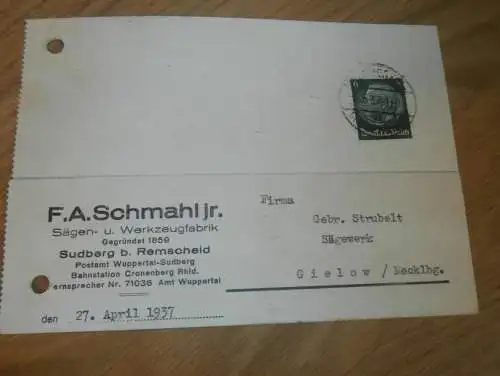 F.A.Schmahl jr.
Sägen- u. Werkzeugfabrik
Gegründet 1859
Sudberg b. Remscheid
Postamt Wuppertal-Sudberg
Bahnstation Cronenberg Rhld.
ernsprecher Nr. 71036 Amt Wuppertal
den 27. April 1937
Firma
Gebr. Strubelt
Sägewerk
Gielow / Mecklbg.